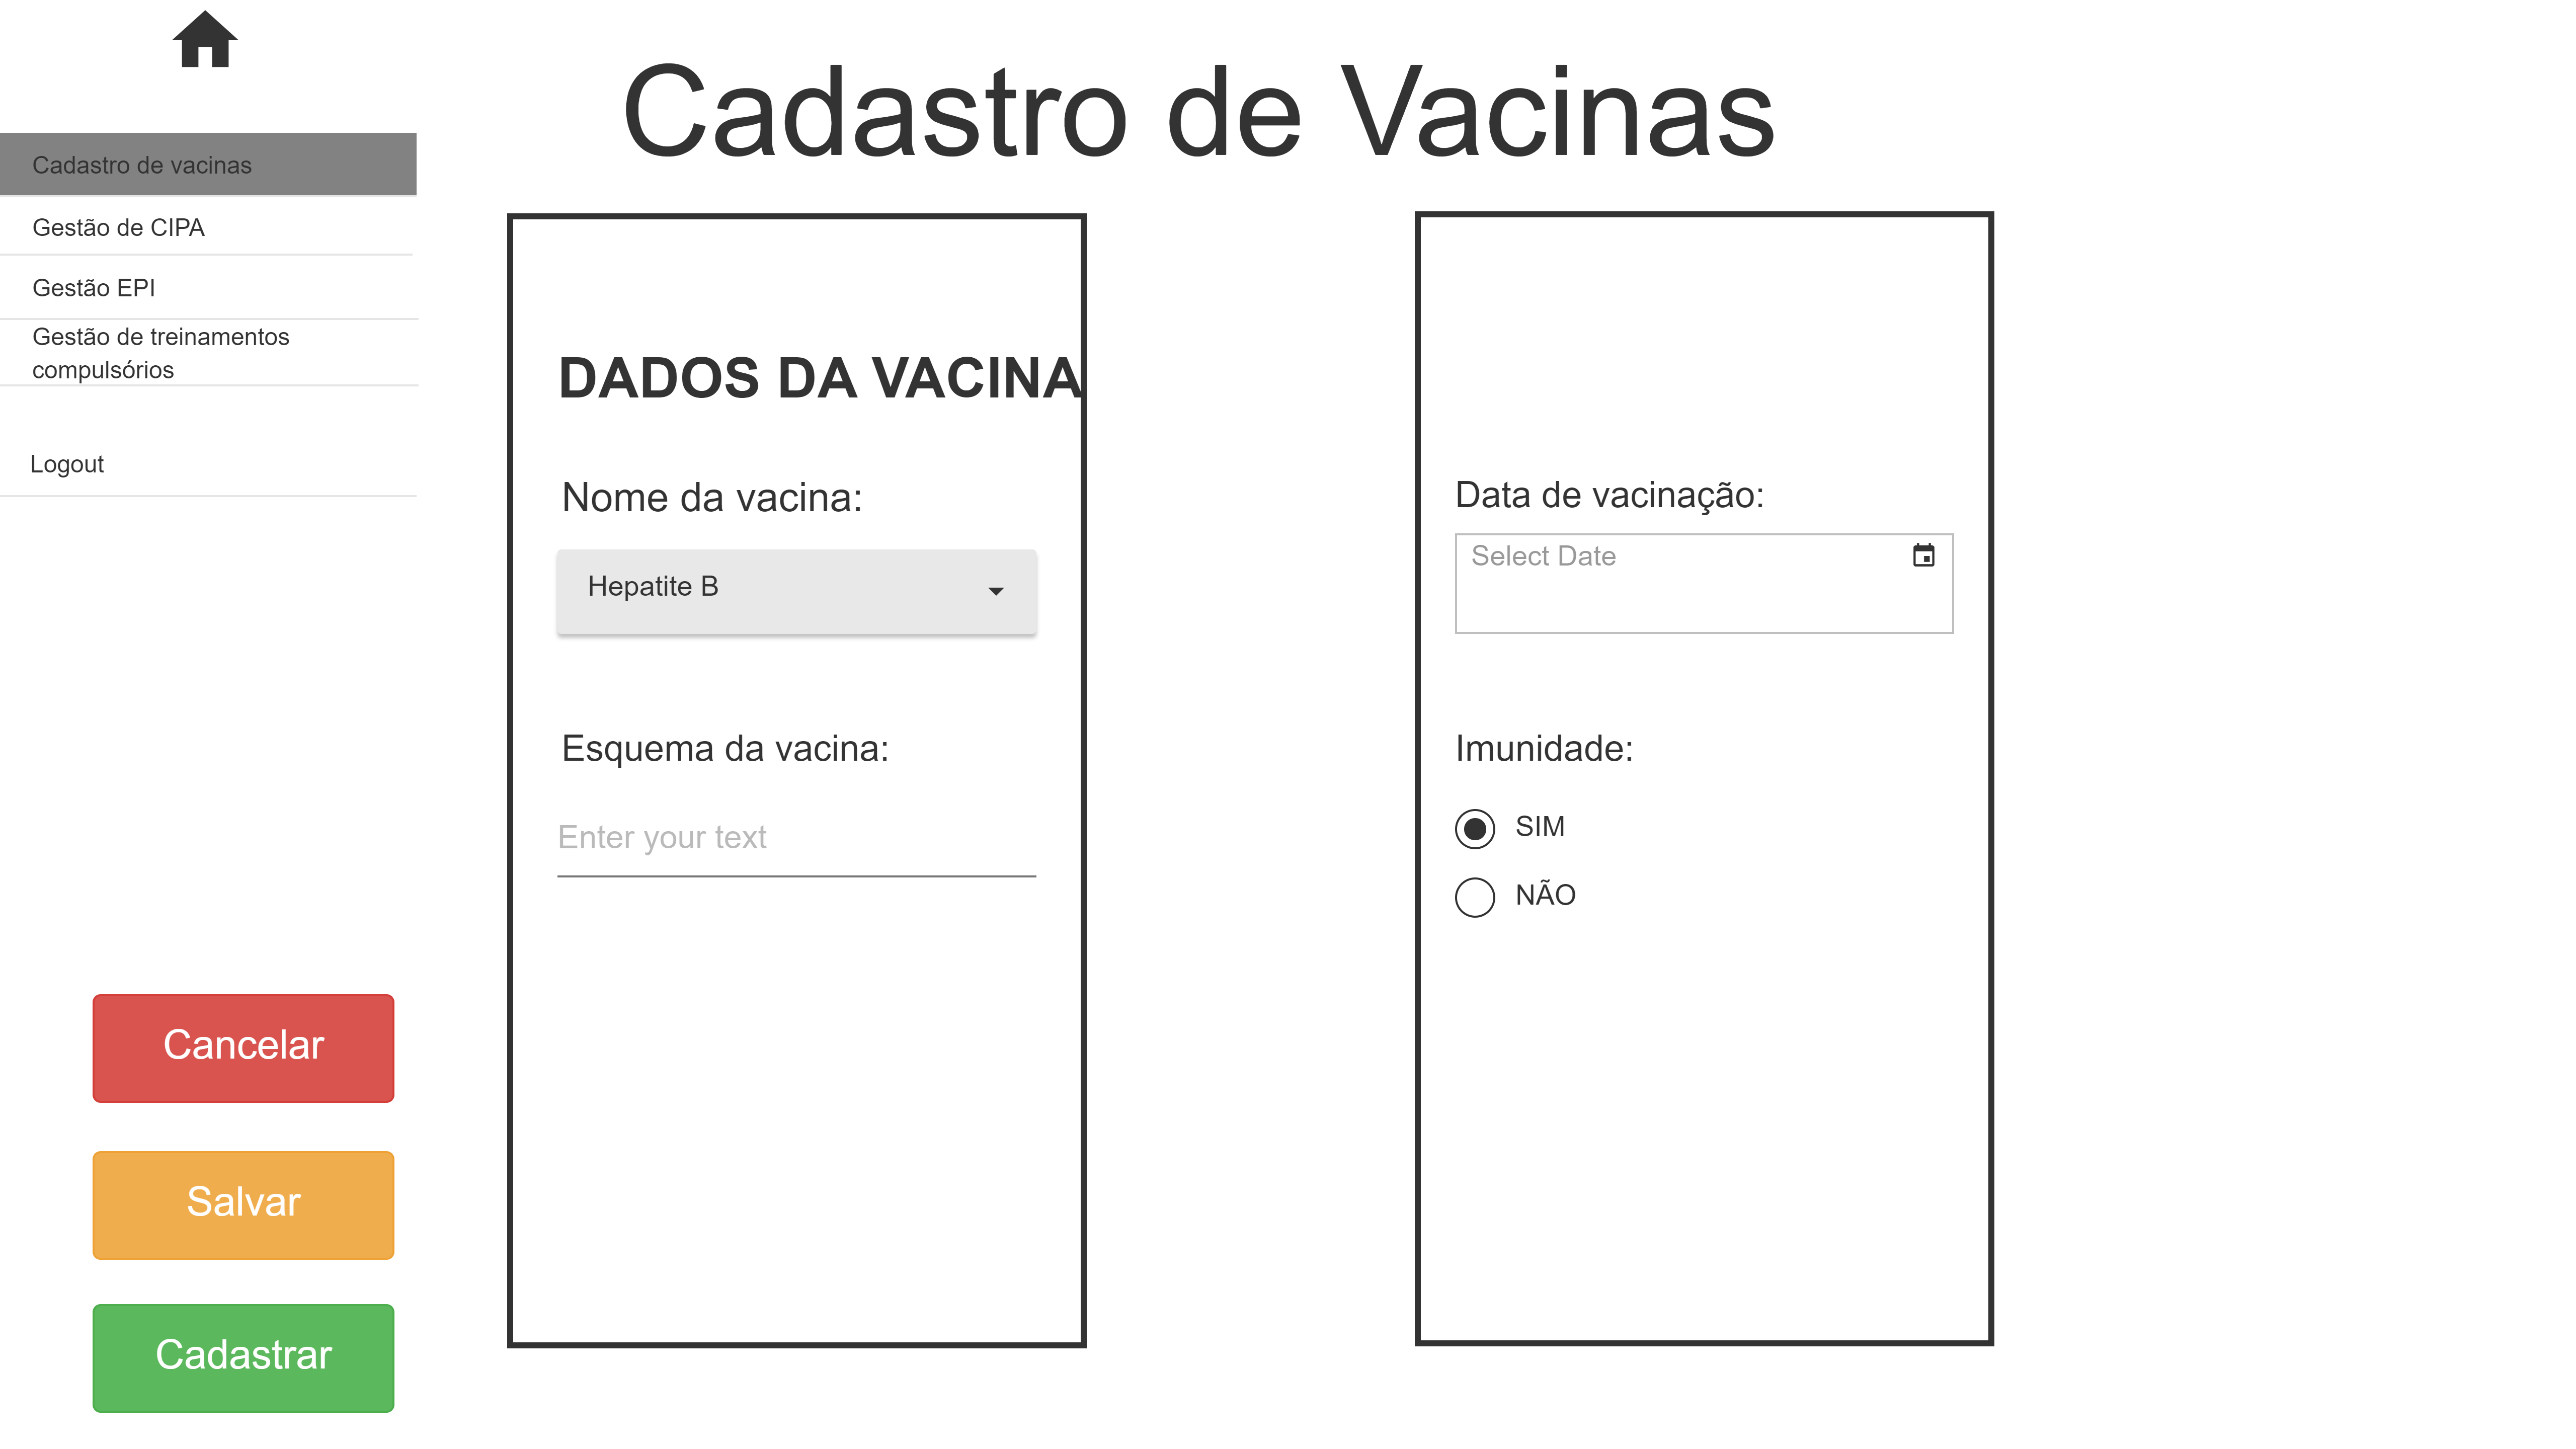 Cadastro de Vacinas
Cadastro de vacinas
Gestão de CIPA
Gestão EPI
Gestão de treinamentos
compulsórios
Logout
DADOS DA VACINA
Nome da vacina:
Hepatite B
Esquema da vacina:
Enter your text
Data de vacinação:
Select Date
Imunidade:
SIM
NÃO
Cancelar
Salvar
Cadastrar